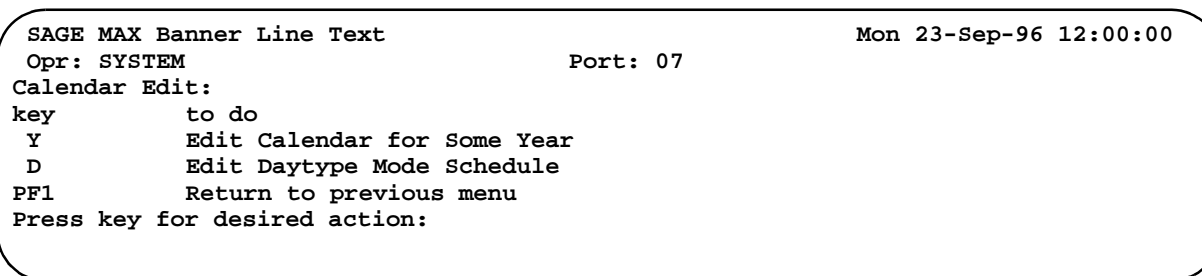 SAGE MAX Banner Line Text Mon 23-Sep-96 12:00:00
Opr: SYSTEM Port: 07
Calendar Edit:
key to do
Y Edit Calendar for Some Year
D Edit Daytype Mode Schedule
PF1 Return to previous menu
Press key for desired action: